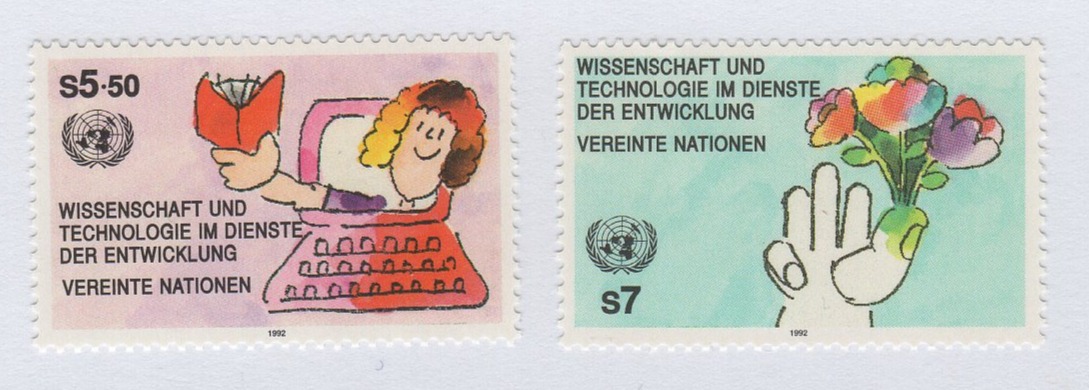 S5·50
WISSENSCHAFT UND
TECHNOLOGIE IM DIENSTE
DER ENTWICKLUNG
VEREINTE NATIONEN
1992
WISSENSCHAFT UND
TECHNOLOGIE IM DIENSTE
DER ENTWICKLUNG
VEREINTE NATIONEN
S7
1992